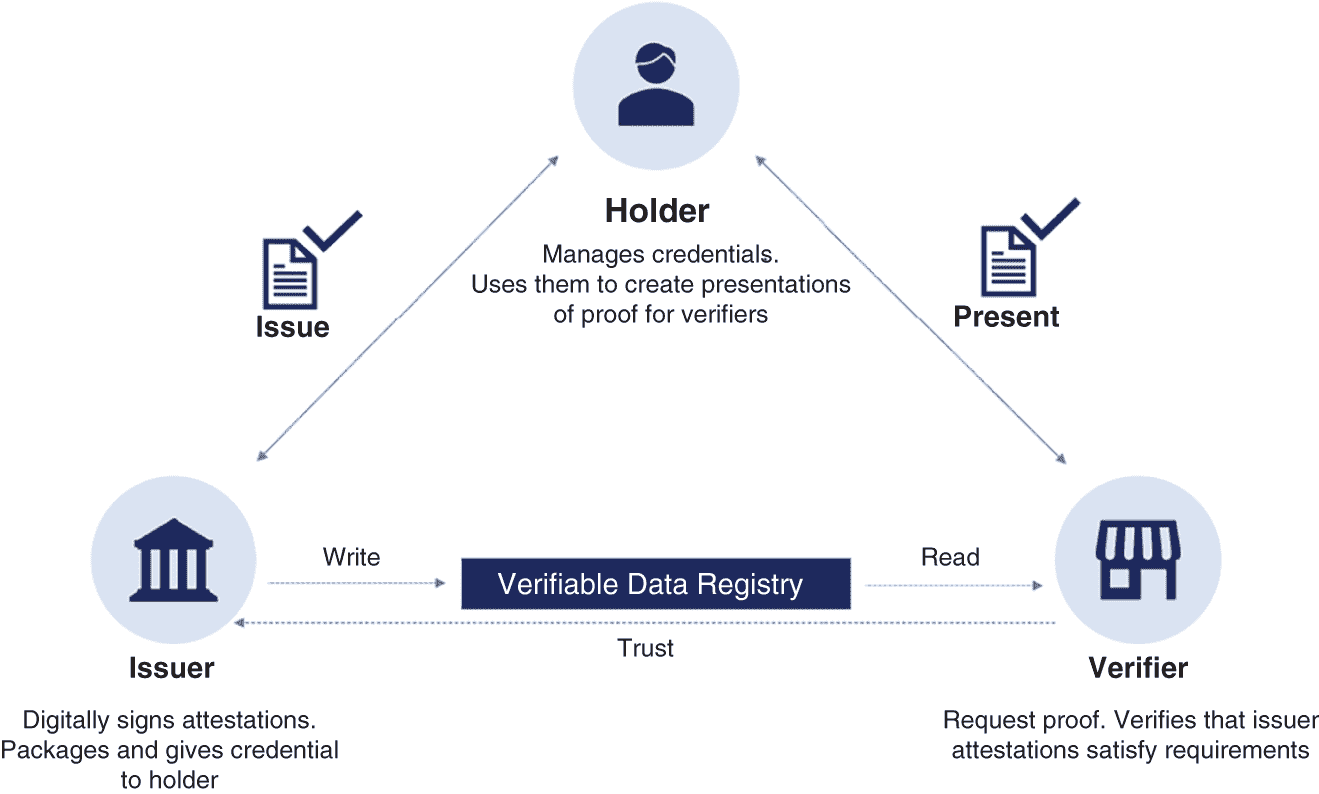 Holder
Manages credentials.
Uses them to create presentations
of proof for verifiers
Issue
Present
Write
Verifiable Data Registry
Read
Trust
Issuer
Digitally signs attestations.
Packages and gives credential
to holder
Verifier
Request proof. Verifies that issuer
attestations satisfy requirements